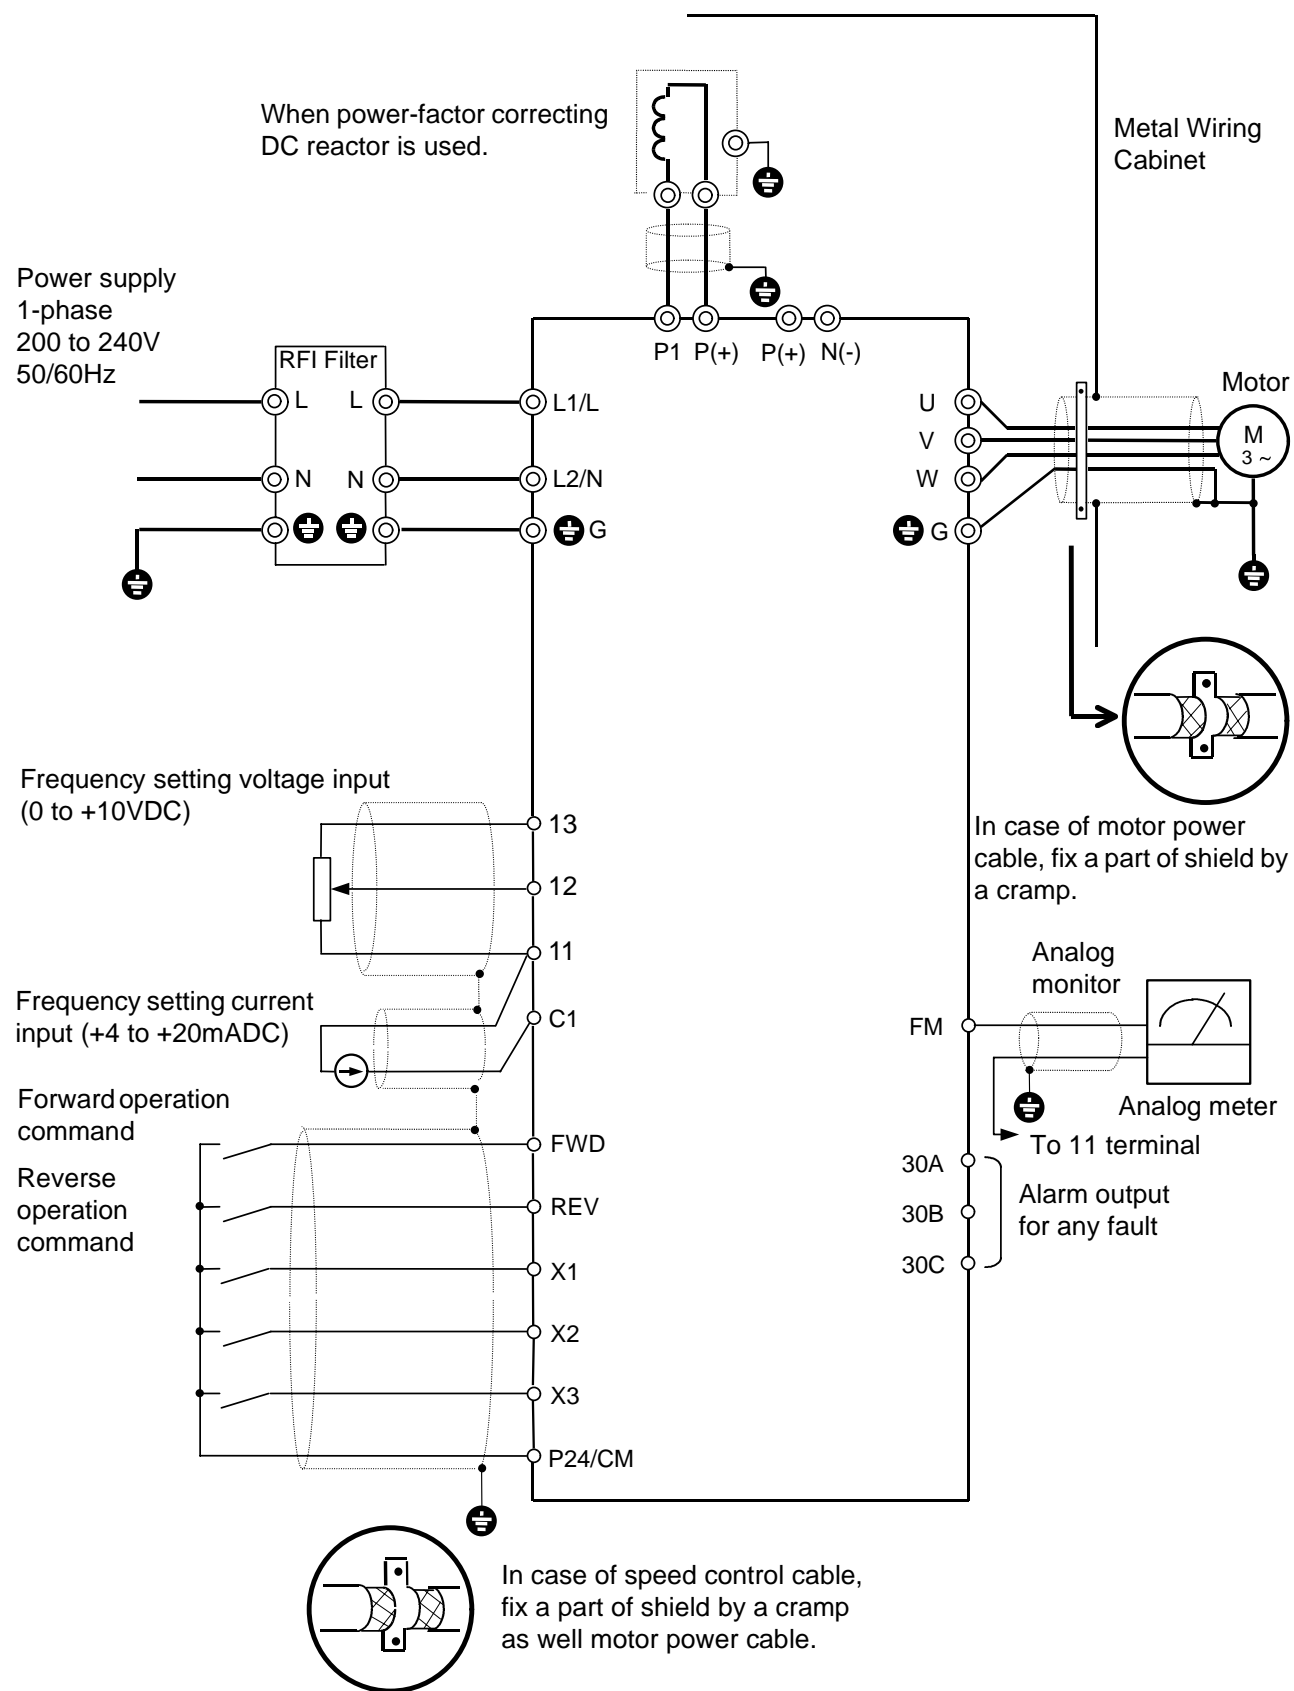 When power-factor correcting
DC reactor is used.
Metal Wiring
Cabinet
Power supply
1-phase
200 to 240V
50/60Hz
RFI Filter
P1 P(+) P(+) N(-)
L L L1/L
N N L2/N
G
U
V
W
G
Motor
M
3 ~
Frequency setting voltage input
(0 to +10VDC)
13
12
11
In case of motor power
cable, fix a part of shield by
a cramp.
Frequency setting current
input (+4 to +20mADC)
C1
Analog
monitor
FM
Analog meter
To 11 terminal
Forward operation
command
FWD
Reverse
operation
command
REV
X1
X2
X3
P24/CM
30A
30B
30C
Alarm output
for any fault
In case of speed control cable,
fix a part of shield by a cramp
as well motor power cable.